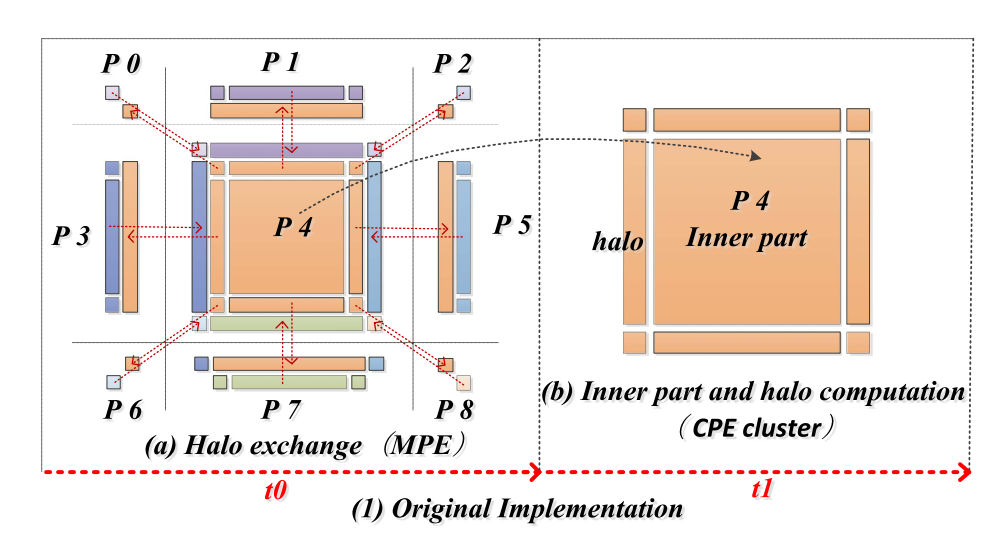 P 0
P 1
P 2
P 3
P 4
P 5
P 6
P 7
P 8
(a) Halo exchange （MPE）
halo
P 4
Inner part
(b) Inner part and halo computation
（CPE cluster）
t0
t1
(1) Original Implementation